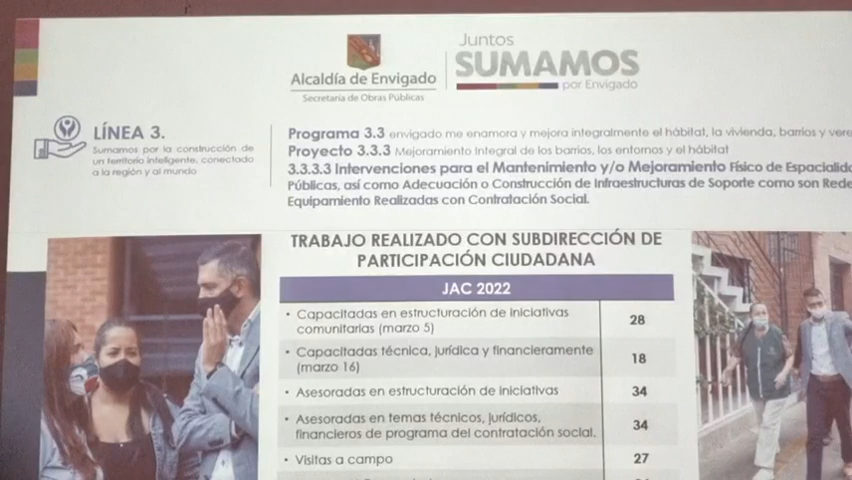 Alcaldía de Envigado
Secretaría de Obras Públicas
Juntos
SUMAMOS
por Envigado
LÍNEA 3.
Sumamos por la construcción de
un territorio inteligente, conectado
a la región y al mundo
Programa 3.3 envigado me enamora y mejora integralmente el hábitat, la vivienda, barrios y vere
Proyecto 3.3.3 Mejoramiento Integral de los barrios, los entornos y el hábitat
3.3.3.3 Intervenciones para el Mantenimiento y/o Mejoramiento Físico de Espacialida
Públicas, así como Adecuación o Construcción de Infraestructuras de Soporte como son Rede
Equipamiento Realizadas con Contratación Social.
TRABAJO REALIZADO CON SUBDIRECCIÓN DE
PARTICIPACIÓN CIUDADANA
JAC 2022
• Capacitadas en estructuración de iniciativas
comunitarias (marzo 5) 28
• Capacitadas técnica, jurídica y financieramente
(marzo 16) 18
• Asesoradas en estructuración de iniciativas 34
• Asesoradas en temas técnicos, jurídicos,
financieros de programa del contratación social. 34
• Visitas a campo 27